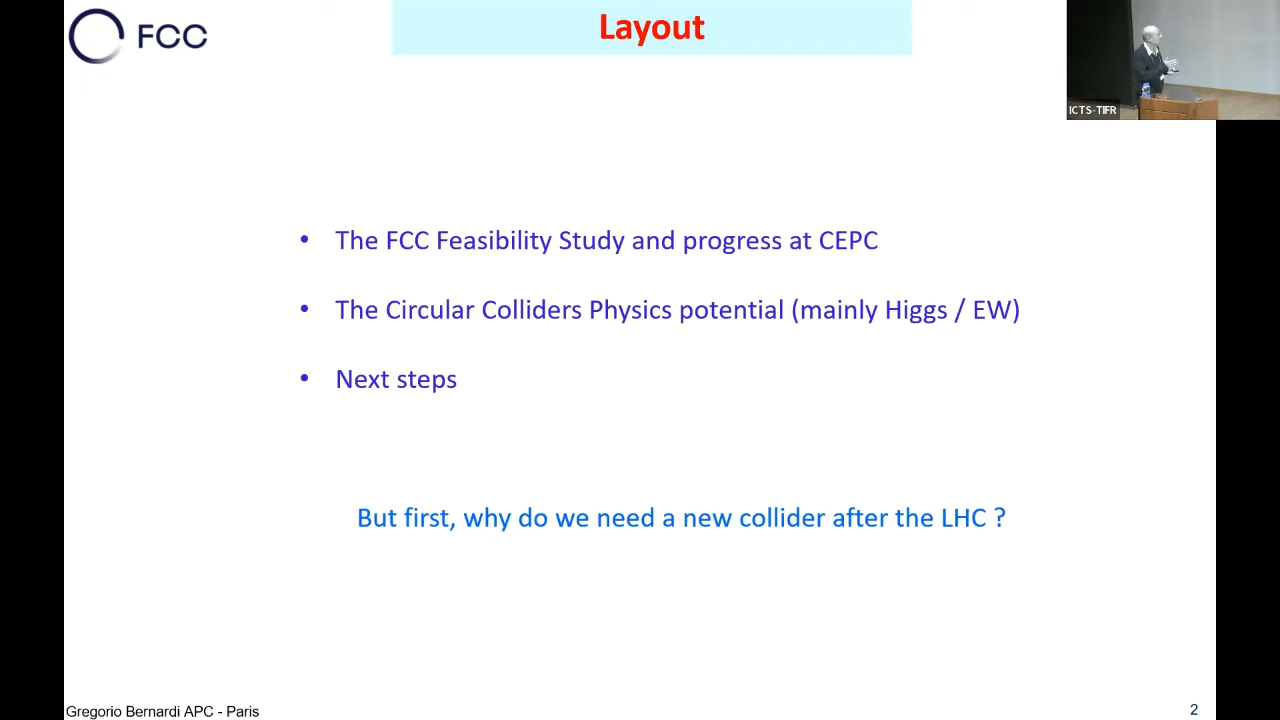 FCC
Layout
ICTS-TIFR
• The FCC Feasibility Study and progress at CEPC
• The Circular Colliders Physics potential (mainly Higgs / EW)
• Next steps
But first, why do we need a new collider after the LHC ?
Gregorio Bernardi APC - Paris
2